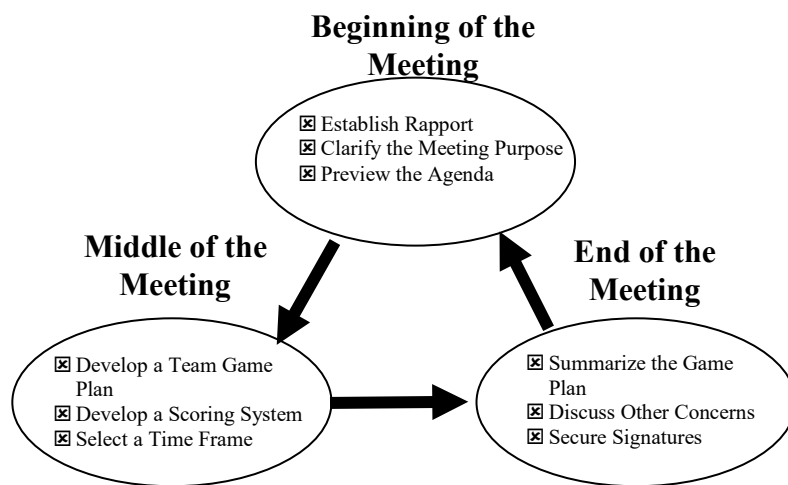 Beginning of the
Meeting
☒ Establish Rapport
☒ Clarify the Meeting Purpose
☒ Preview the Agenda
Middle of the
Meeting
☒ Develop a Team Game
Plan
☒ Develop a Scoring System
☒ Select a Time Frame
End of the
Meeting
☒ Summarize the Game
Plan
☒ Discuss Other Concerns
☒ Secure Signatures